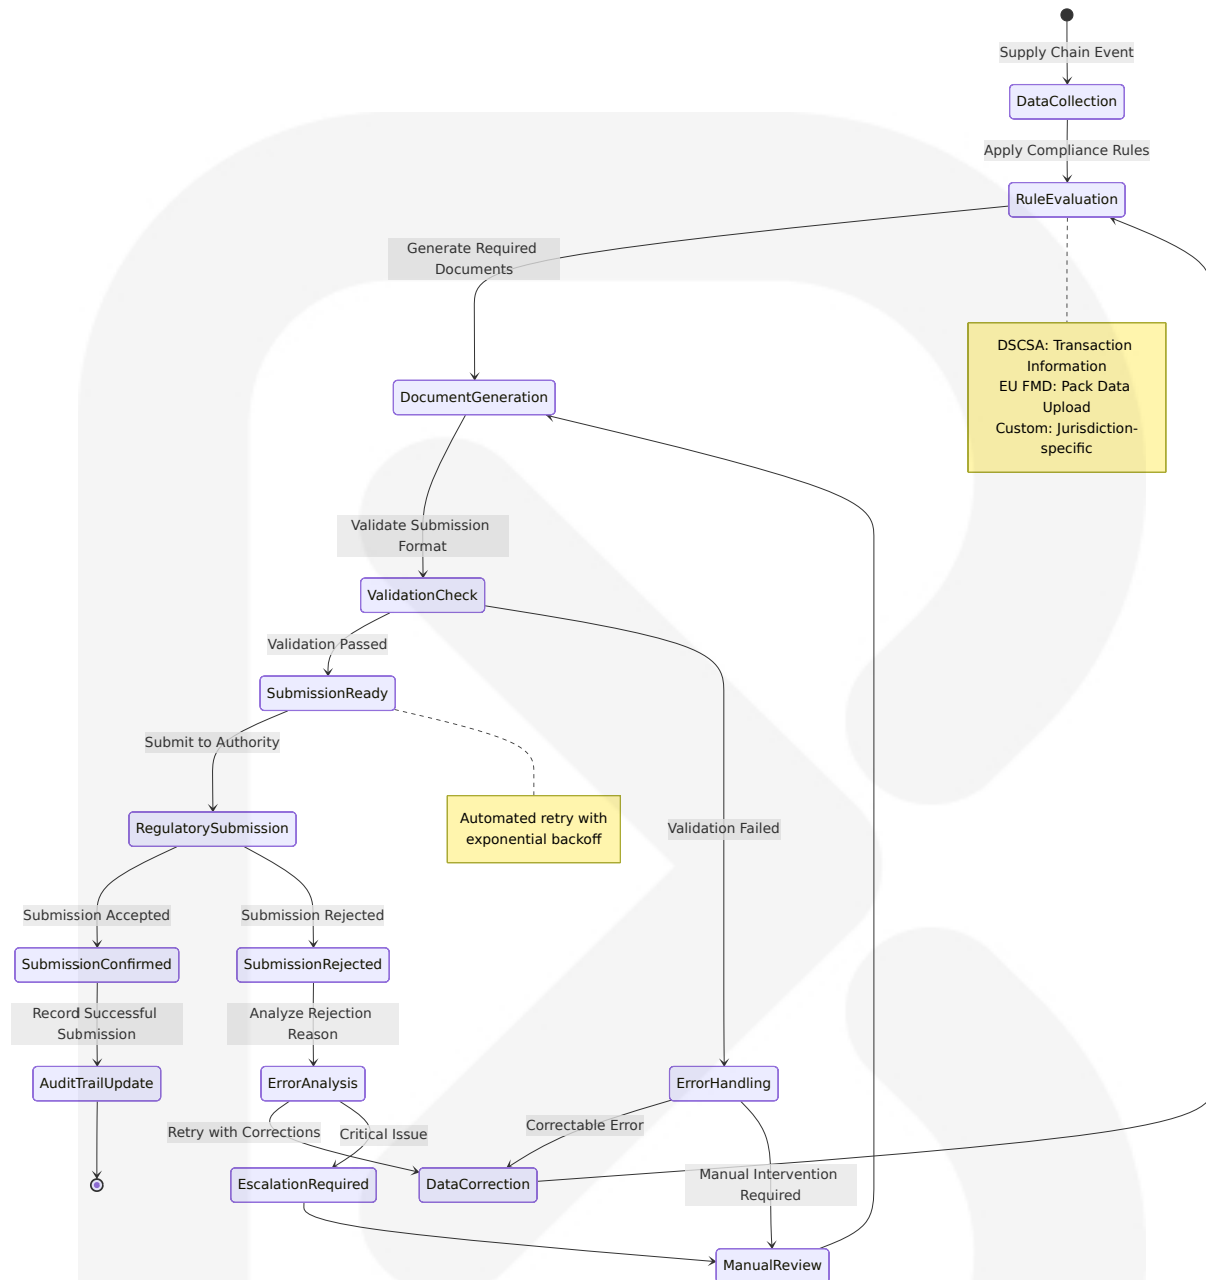 Supply Chain Event
DataCollection
Apply Compliance Rules
RuleEvaluation
Generate Required
Documents
DSCSA: Transaction
Information
EU FMD: Pack Data
Upload
Custom: Jurisdiction-
specific
DocumentGeneration
Validate Submission
Format
ValidationCheck
Validation Passed
SubmissionReady
Submit to Authority
RegulatorySubmission
Automated retry with
exponential backoff
Validation Failed
Submission Accepted
Submission Rejected
SubmissionConfirmed
SubmissionRejected
Record Successful
Submission
Analyze Rejection
Reason
AuditTrailUpdate
ErrorAnalysis
ErrorHandling
Retry with Corrections
Critical Issue
Correctable Error
EscalationRequired
DataCorrection
Manual Intervention
Required
ManualReview